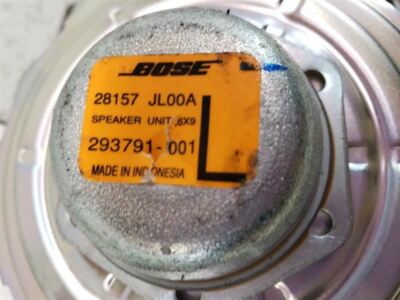 BOSE
28157 JL00A
SPEAKER UNIT,6X9
293791-001
L
MADE IN INDONESIA